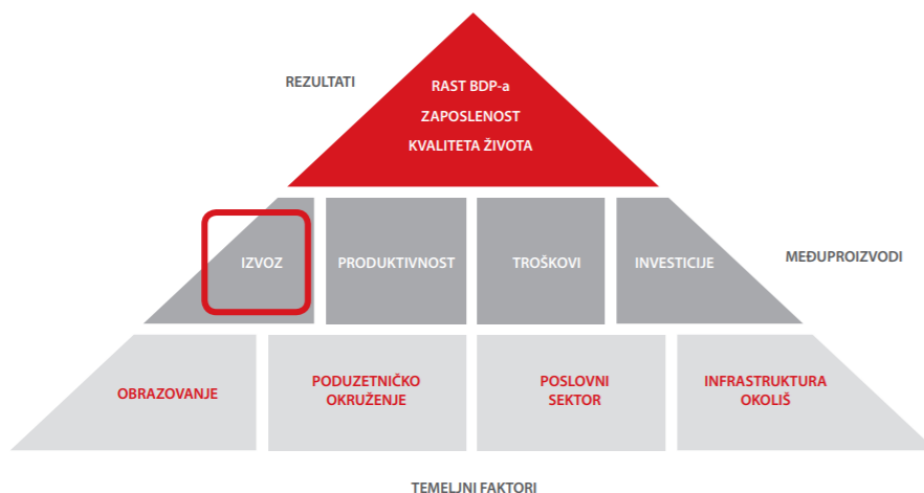 REZULTATI
RAST BDP-a
ZAPOSLENOST
KVALITETA ŽIVOTA
IZVOZ
PRODUKTIVNOST
TROŠKOVI
INVESTICIJE
MEĐUPROIZVODI
OBRAZOVANJE
PODUZETNIČKO
OKRUŽENJE
POSLOVNI
SEKTOR
INFRASTRUKTURA
OKOLIŠ
TEMELJNI FAKTORI